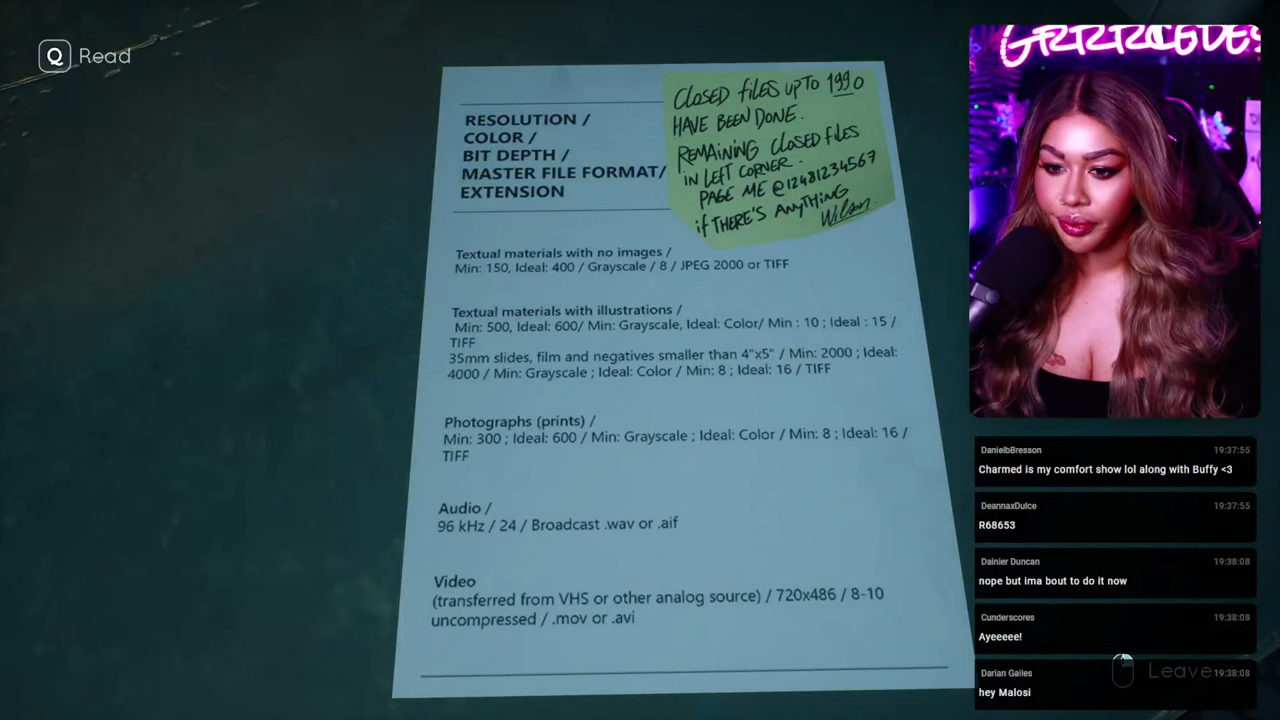 Q Read
RESOLUTION /
COLOR /
BIT DEPTH /
MASTER FILE FORMAT/
EXTENSION
CLOSED FILES UP TO 1990
HAVE BEEN DONE.
REMAINING CLOSED FILES
IN LEFT CORNER.
PAGE ME @12481234567
if THERE'S ANYTHING
Wilson.
Textual materials with no images /
Min: 150, Ideal: 400 / Grayscale / 8 / JPEG 2000 or TIFF
Textual materials with illustrations /
Min: 500, Ideal: 600/ Min: Grayscale, Ideal: Color/ Min : 10 ; Ideal : 15 /
TIFF
35mm slides, film and negatives smaller than 4"x5" / Min: 2000 ; Ideal:
4000 / Min: Grayscale ; Ideal: Color / Min: 8 ; Ideal: 16 / TIFF
Photographs (prints) /
Min: 300 ; Ideal: 600 / Min: Grayscale ; Ideal: Color / Min: 8 ; Ideal: 16 /
TIFF
Audio /
96 kHz / 24 / Broadcast .wav or .aif
Video
(transferred from VHS or other analog source) / 720x486 / 8-10
uncompressed / .mov or .avi
Leave
GRRRCEDES
DanielbBresson 19:37:55
Charmed is my comfort show lol along with Buffy <3
DeannaxDulce 19:37:55
R68653
Dainier Duncan 19:38:08
nope but ima bout to do it now
Cunderscores 19:38:08
Ayeeeee!
Darian Gailes 19:38:08
hey Malosi